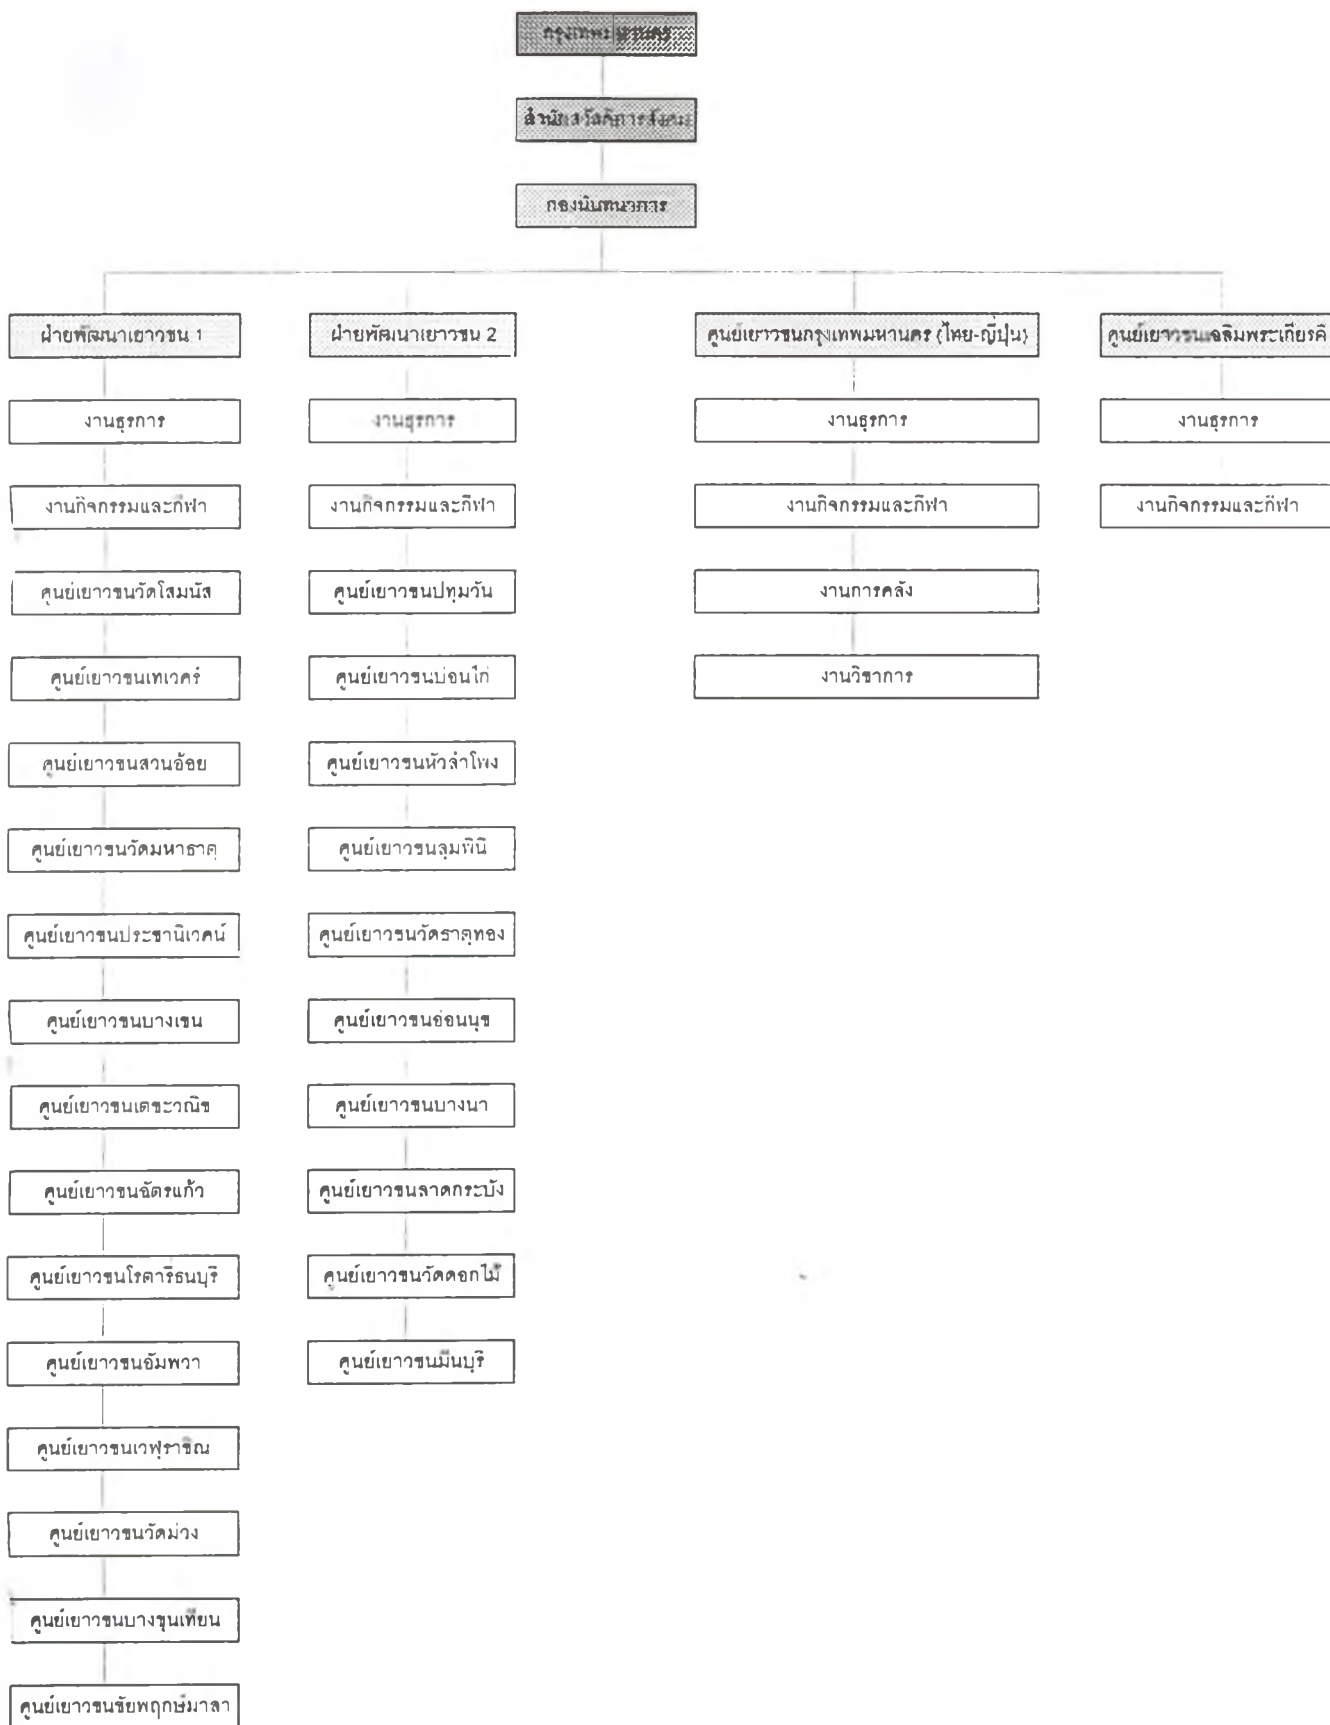 กรุงเทพมหานคร
สำนักสวัสดิการสังคม
กองนันทนาการ
ฝ่ายพัฒนาเยาวชน 1
งานธุรการ
งานกิจกรรมและกีฬา
ศูนย์เยาวชนวัดโสมนัส
ศูนย์เยาวชนเทเวศร์
ศูนย์เยาวชนสวนอ้อย
ศูนย์เยาวชนวัดมหาธาตุ
ศูนย์เยาวชนประชานิเวศน์
ศูนย์เยาวชนบางเขน
ศูนย์เยาวชนเตชะวณิช
ศูนย์เยาวชนฉัตรแก้ว
ศูนย์เยาวชนโรตารีธนบุรี
ศูนย์เยาวชนอัมพวา
ศูนย์เยาวชนเวฬุราชิณ
ศูนย์เยาวชนวัดม่วง
ศูนย์เยาวชนบางขุนเทียน
ศูนย์เยาวชนชัยพฤกษ์มาลา
ฝ่ายพัฒนาเยาวชน 2
งานธุรการ
งานกิจกรรมและกีฬา
ศูนย์เยาวชนปทุมวัน
ศูนย์เยาวชนบ่อนไก่
ศูนย์เยาวชนหัวลำโพง
ศูนย์เยาวชนลุมพินี
ศูนย์เยาวชนวัดธาตุทอง
ศูนย์เยาวชนอ่อนนุช
ศูนย์เยาวชนบางนา
ศูนย์เยาวชนลาดกระบัง
ศูนย์เยาวชนวัดดอกไม้
ศูนย์เยาวชนมีนบุรี
ศูนย์เยาวชนกรุงเทพมหานคร (ไทย-ญี่ปุ่น)
งานธุรการ
งานกิจกรรมและกีฬา
งานการคลัง
งานวิชาการ
ศูนย์เยาวชนเฉลิมพระเกียรติ
งานธุรการ
งานกิจกรรมและกีฬา